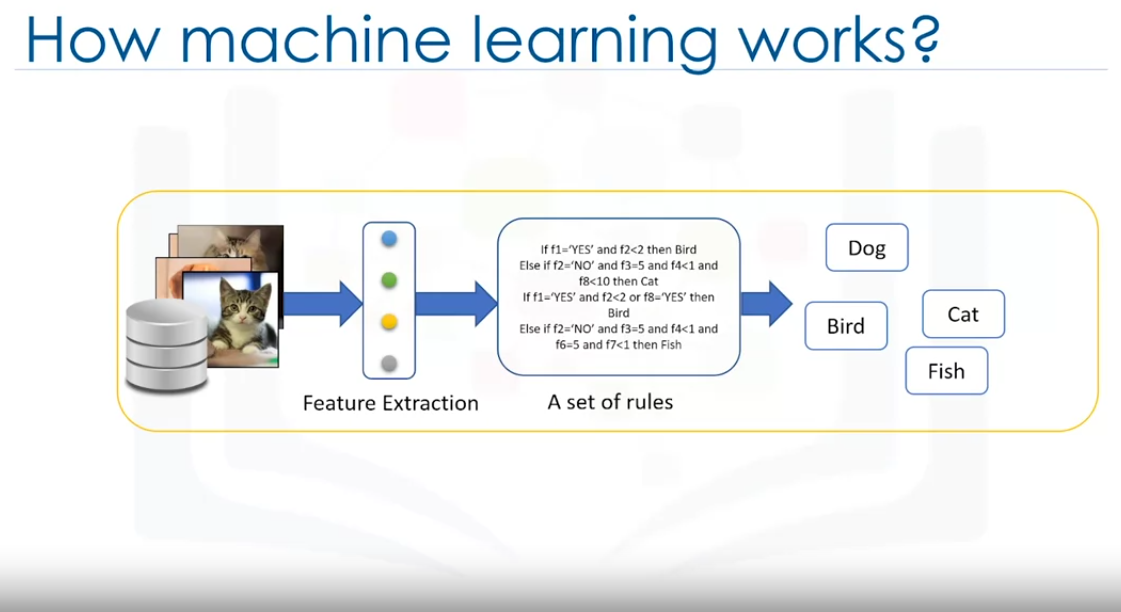 How machine learning works?
If f1='YES' and f2<2 then Bird
Else if f2='NO' and f3=5 and f4<1 and
f8<10 then Cat
If f1='YES' and f2<2 or f8='YES' then
Bird
Else if f2='NO' and f3=5 and f4<1 and
f6=5 and f7<1 then Fish
Feature Extraction
A set of rules
Dog
Bird
Cat
Fish